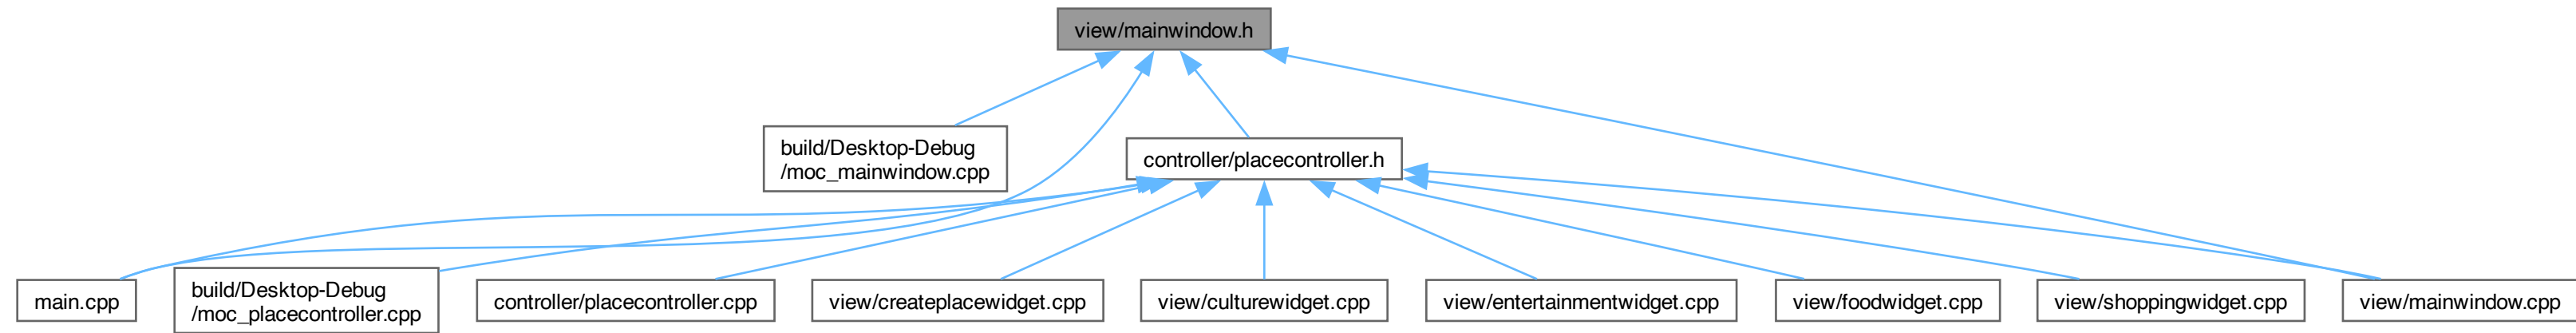 view/mainwindow.h
build/Desktop-Debug
/moc_mainwindow.cpp
controller/placecontroller.h
main.cpp
build/Desktop-Debug
/moc_placecontroller.cpp
controller/placecontroller.cpp
view/createplacewidget.cpp
view/culturewidget.cpp
view/entertainmentwidget.cpp
view/foodwidget.cpp
view/shoppingwidget.cpp
view/mainwindow.cpp